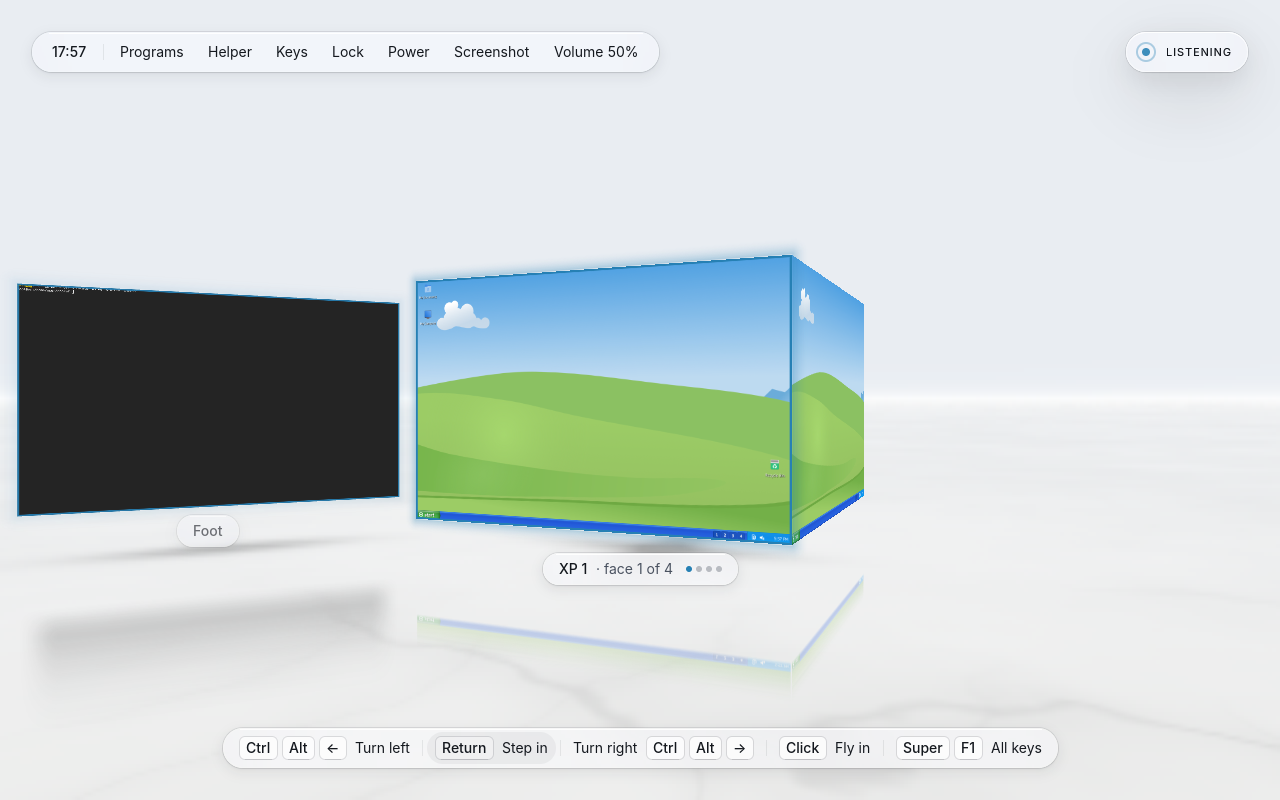 17:57 Programs Helper Keys Lock Power Screenshot Volume 50%
LISTENING
Foot
XP 1 · face 1 of 4
Ctrl Alt ← Turn left Return Step in Turn right Ctrl Alt → Click Fly in Super F1 All keys